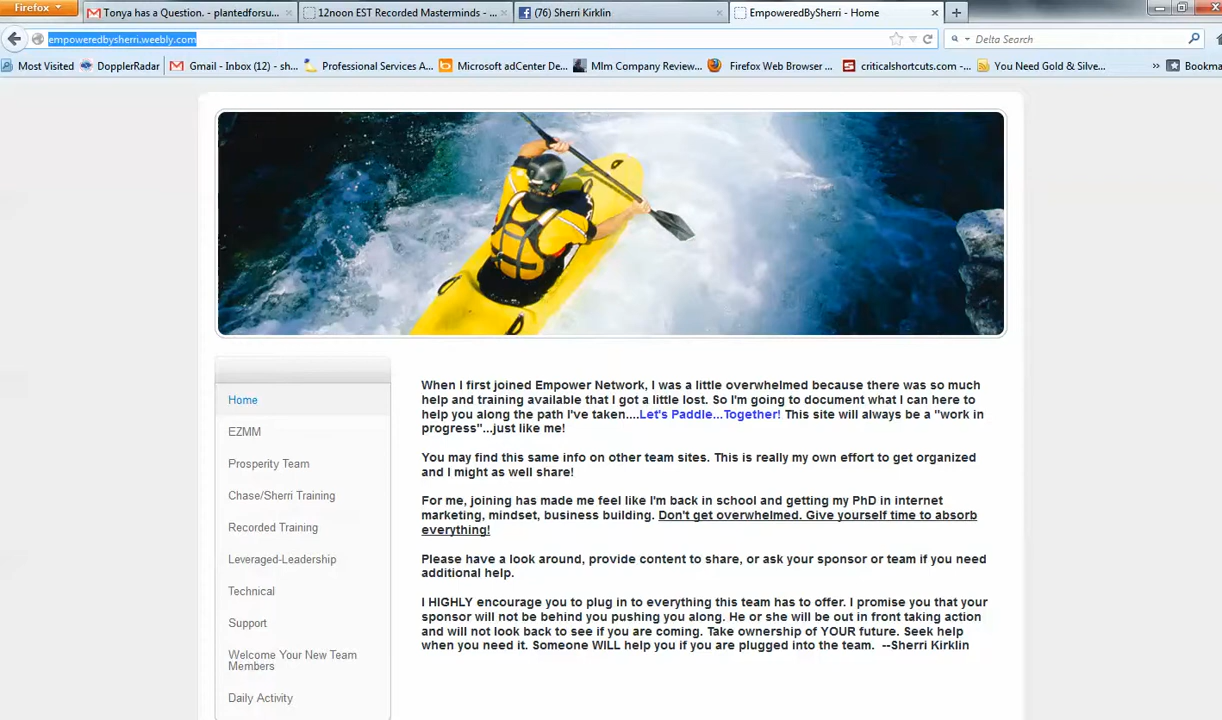 Firefox
Tonya has a Question. - plantedforsu...
12noon EST Recorded Masterminds - ...
(76) Sherri Kirklin
EmpoweredBySherri - Home
empoweredbysherri.weebly.com
Delta Search
Most Visited
DopplerRadar
Gmail - Inbox (12) - sh...
Professional Services A...
Microsoft adCenter De...
Mlm Company Review...
Firefox Web Browser ...
criticalshortcuts.com -...
You Need Gold & Silve...
»
Bookma
Home
EZMM
Prosperity Team
Chase/Sherri Training
Recorded Training
Leveraged-Leadership
Technical
Support
Welcome Your New Team
Members
Daily Activity
When I first joined Empower Network, I was a little overwhelmed because there was so much
help and training available that I got a little lost. So I'm going to document what I can here to
help you along the path I've taken....Let's Paddle...Together! This site will always be a "work in
progress"...just like me!
You may find this same info on other team sites. This is really my own effort to get organized
and I might as well share!
For me, joining has made me feel like I'm back in school and getting my PhD in internet
marketing, mindset, business building. Don't get overwhelmed. Give yourself time to absorb
everything!
Please have a look around, provide content to share, or ask your sponsor or team if you need
additional help.
I HIGHLY encourage you to plug in to everything this team has to offer. I promise you that your
sponsor will not be behind you pushing you along. He or she will be out in front taking action
and will not look back to see if you are coming. Take ownership of YOUR future. Seek help
when you need it. Someone WILL help you if you are plugged into the team.  --Sherri Kirklin